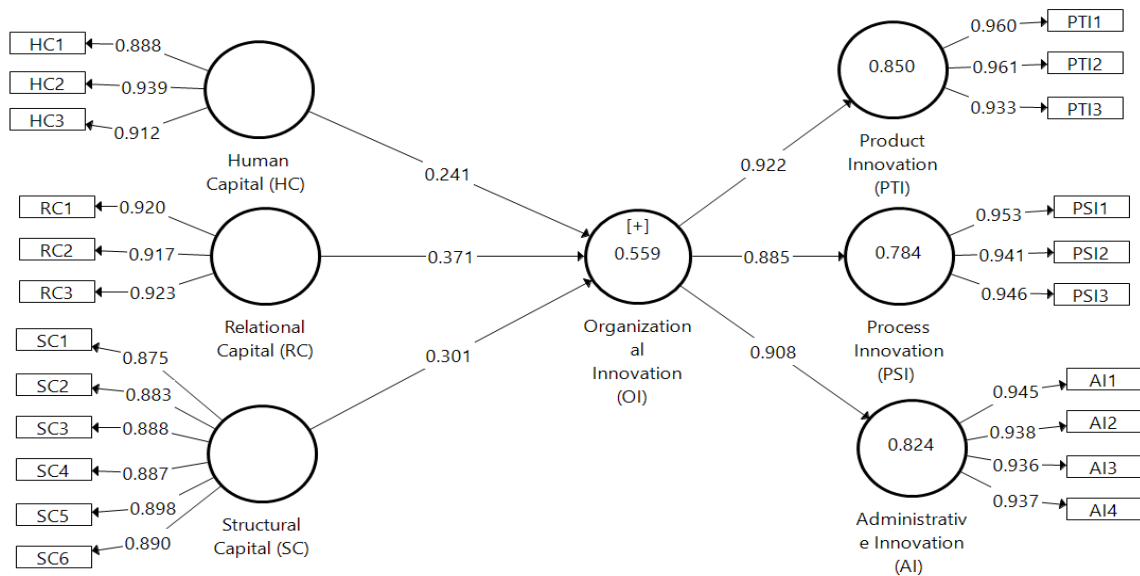 HC1
0.888
HC2
0.939
HC3
0.912
Human
Capital (HC)
0.241
RC1
0.920
RC2
0.917
RC3
0.923
Relational
Capital (RC)
0.371
SC1
0.875
SC2
0.883
SC3
0.888
SC4
0.887
SC5
0.898
SC6
0.890
Structural
Capital (SC)
0.301
[+]
0.559
Organization
al
Innovation
(OI)
0.922
0.885
0.908
0.850
Product
Innovation
(PTI)
0.960
PTI1
0.961
PTI2
0.933
PTI3
0.784
Process
Innovation
(PSI)
0.953
PSI1
0.941
PSI2
0.946
PSI3
0.824
Administrativ
e Innovation
(AI)
0.945
AI1
0.938
AI2
0.936
AI3
0.937
AI4